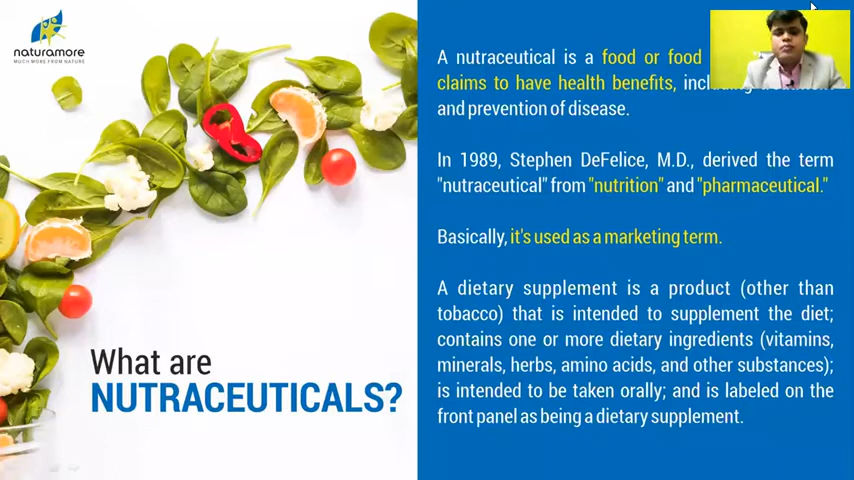 naturamore
MUCH MORE FROM NATURE
What are
NUTRACEUTICALS?
A nutraceutical is a food or food
claims to have health benefits,
and prevention of disease.
In 1989, Stephen DeFelice, M.D., derived the term
"nutraceutical" from "nutrition" and "pharmaceutical."
Basically, it's used as a marketing term.
A dietary supplement is a product (other than
tobacco) that is intended to supplement the diet;
contains one or more dietary ingredients (vitamins,
minerals, herbs, amino acids, and other substances);
is intended to be taken orally; and is labeled on the
front panel as being a dietary supplement.